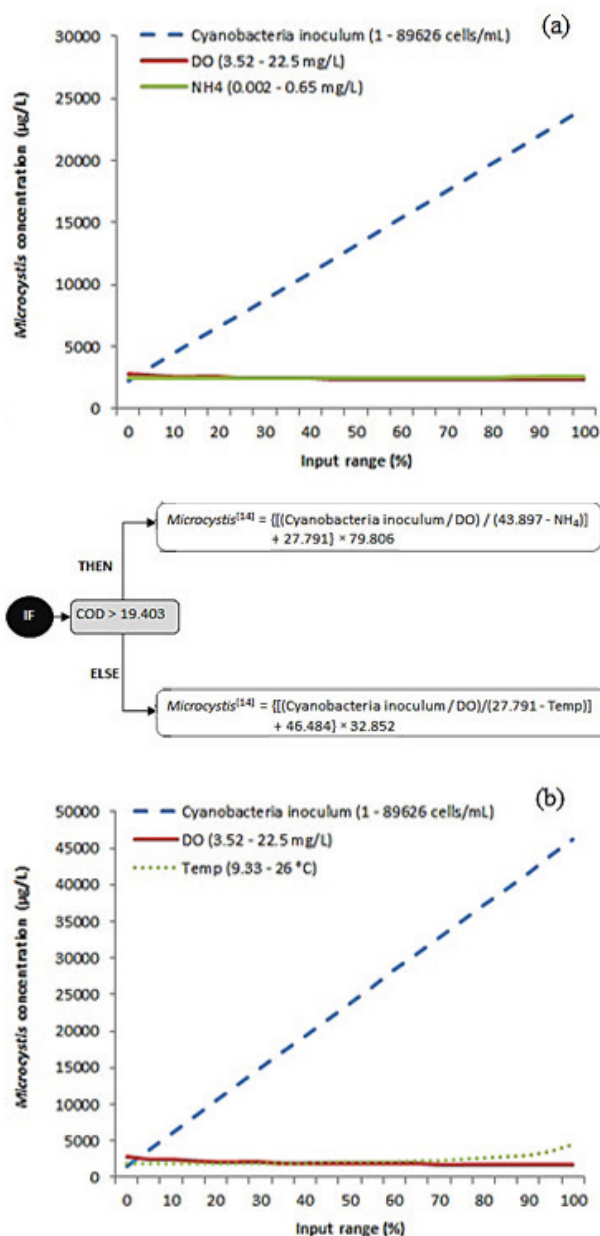 (a)
Cyanobacteria inoculum (1 - 89626 cells/mL)
DO (3.52 - 22.5 mg/L)
NH4 (0.002 - 0.65 mg/L)
Microcystis concentration (µg/L)
30000
25000
20000
15000
10000
5000
0
0 10 20 30 40 50 60 70 80 90 100
Input range (%)
Microcystis[14] = {[(Cyanobacteria inoculum / DO) / (43.897 - NH4)]
+ 27.791} × 79.806
THEN
IF
COD > 19.403
ELSE
Microcystis[14] = {[(Cyanobacteria inoculum / DO)/(27.791 - Temp)]
+ 46.484} × 32.852
(b)
Cyanobacteria inoculum (1 - 89626 cells/mL)
DO (3.52 - 22.5 mg/L)
Temp (9.33 - 26 °C)
Microcystis concentration (µg/L)
50000
45000
40000
35000
30000
25000
20000
15000
10000
5000
0
0 10 20 30 40 50 60 70 80 90 100
Input range (%)